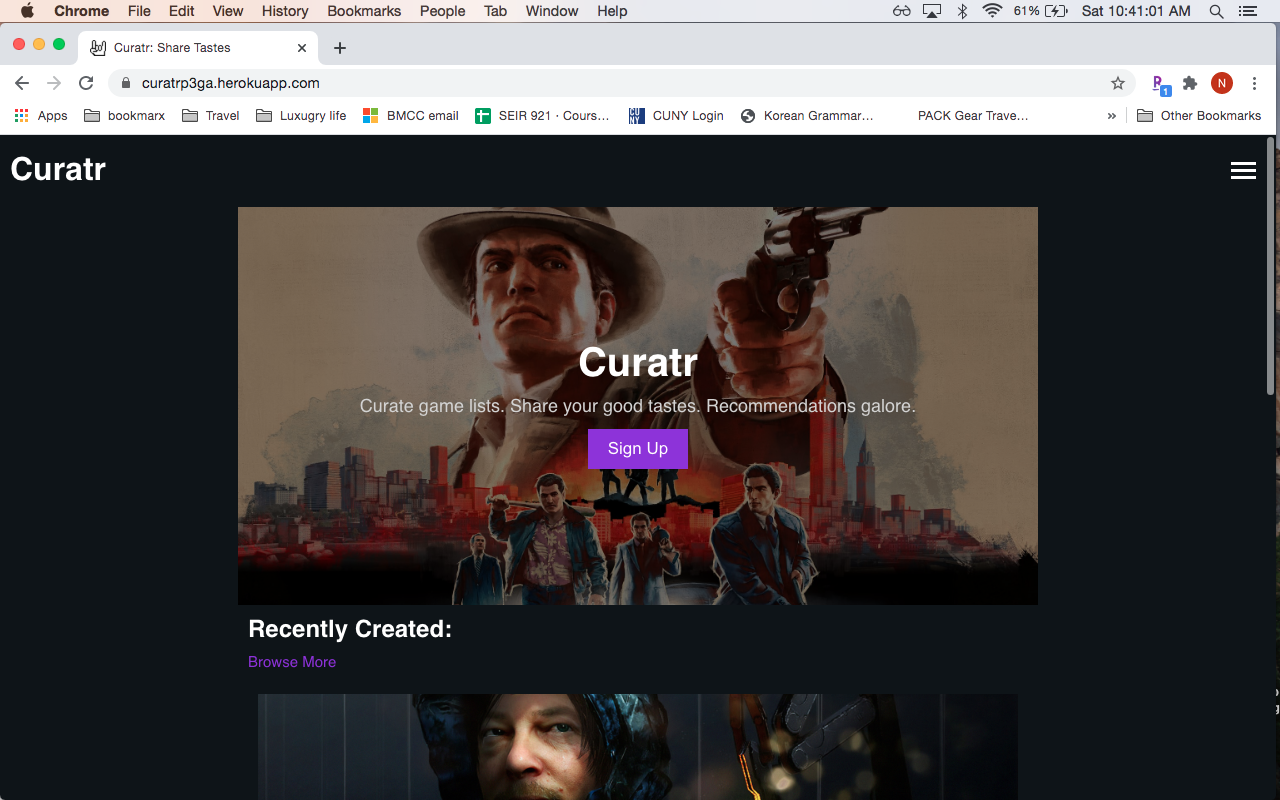 Chrome File Edit View History Bookmarks People Tab Window Help 61% Sat 10:41:01 AM
Curatr: Share Tastes
curatrp3ga.herokuapp.com 1 N
Apps bookmarx Travel Luxugry life BMCC email SEIR 921 · Cours… CUNY Login Korean Grammar… PACK Gear Trave… » Other Bookmarks
Curatr
Curatr
Curate game lists. Share your good tastes. Recommendations galore.
Sign Up
Recently Created:
Browse More